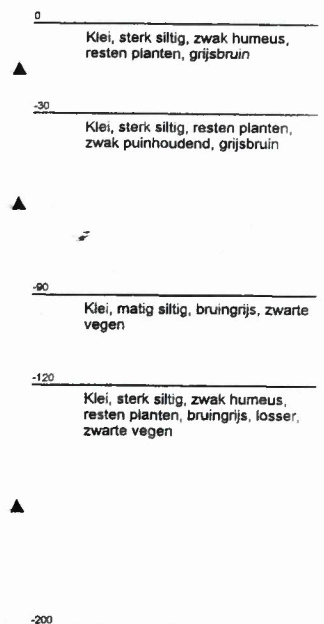 0
Klei, sterk siltig, zwak humeus,
resten planten, grijsbruin
-30
Klei, sterk siltig, resten planten,
zwak puinhoudend, grijsbruin
-90
Klei, matig siltig, bruingrijs, zwarte
vegen
-120
Klei, sterk siltig, zwak humeus,
resten planten, bruingrijs, losser,
zwarte vegen
-200